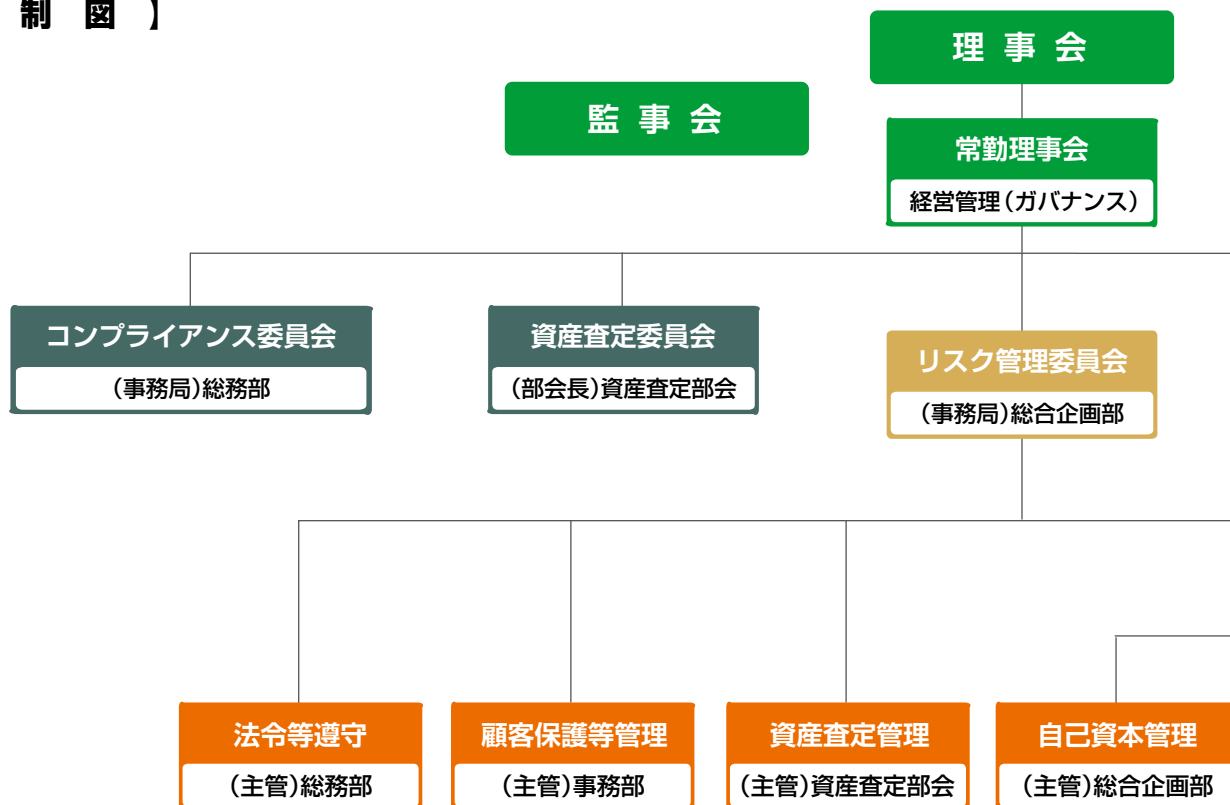 制 図 】
理 事 会
監 事 会
常勤理事会
経営管理(ガバナンス)
コンプライアンス委員会
(事務局)総務部
資産査定委員会
(部会長)資産査定部会
リスク管理委員会
(事務局)総合企画部
法令等遵守
(主管)総務部
顧客保護等管理
(主管)事務部
資産査定管理
(主管)資産査定部会
自己資本管理
(主管)総合企画部